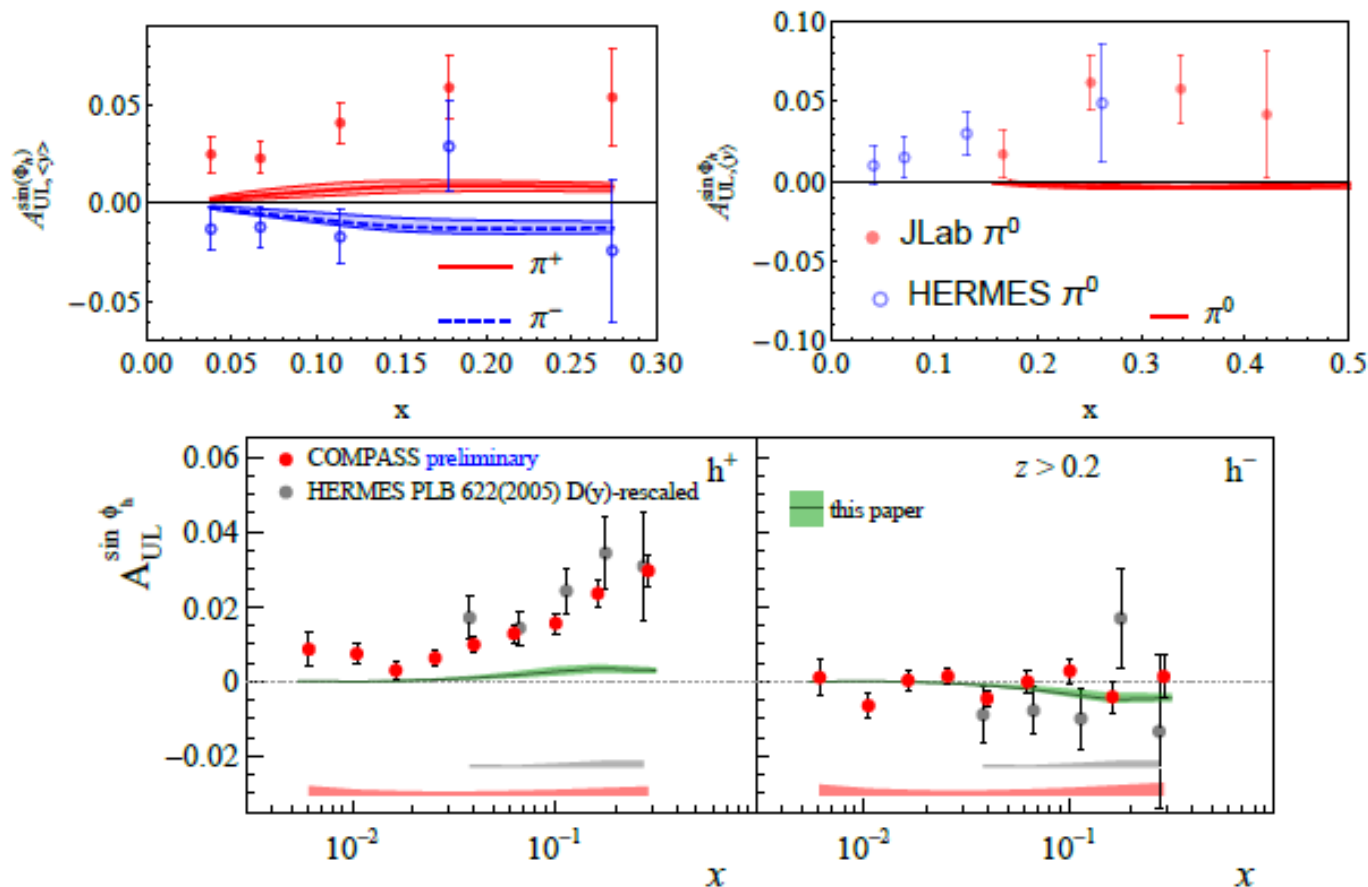 A_{UL,<y>}^{sin(Φ_h)}
0.05
0.00
−0.05
π⁺
π⁻
0.00 0.05 0.10 0.15 0.20 0.25 0.30
x
A_{UL,⟨y⟩}^{sin Φ_h}
0.10
0.05
0.00
−0.05
−0.10
JLab π⁰
HERMES π⁰
π⁰
0.0 0.1 0.2 0.3 0.4 0.5
x
A_{UL}^{sin ϕ_h}
0.06
0.04
0.02
0
−0.02
COMPASS preliminary
HERMES PLB 622(2005) D(y)-rescaled
h⁺
10⁻² 10⁻¹
x
z > 0.2
h⁻
this paper
10⁻² 10⁻¹
x